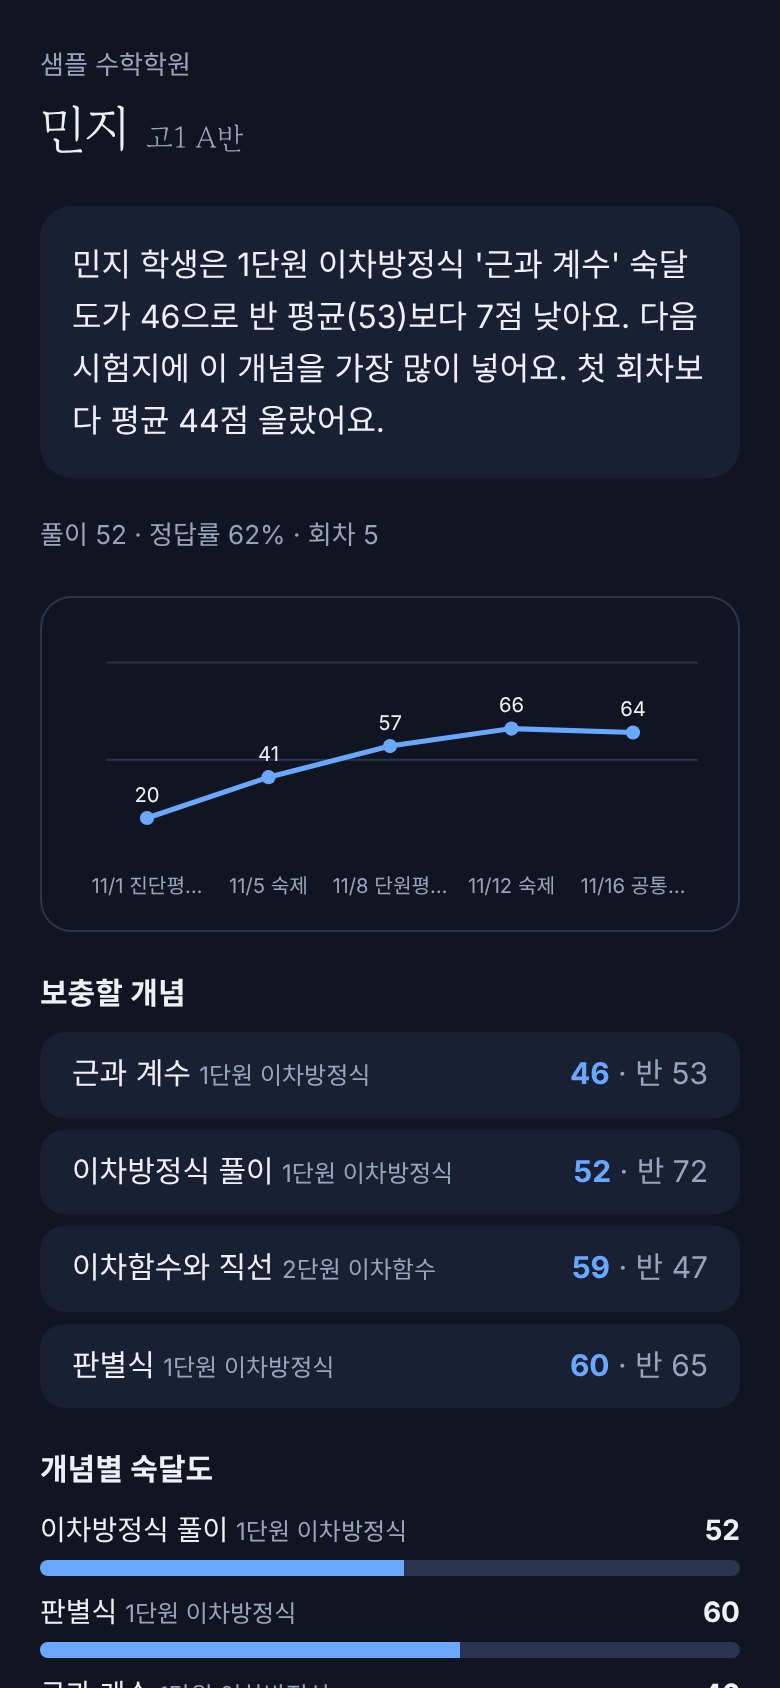 샘플 수학학원
민지 고1 A반
민지 학생은 1단원 이차방정식 '근과 계수' 숙달
도가 46으로 반 평균(53)보다 7점 낮아요. 다음
시험지에 이 개념을 가장 많이 넣어요. 첫 회차보
다 평균 44점 올랐어요.
풀이 52 · 정답률 62% · 회차 5
20
41
57
66
64
11/1 진단평...
11/5 숙제
11/8 단원평...
11/12 숙제
11/16 공통...
보충할 개념
근과 계수 1단원 이차방정식 46 · 반 53
이차방정식 풀이 1단원 이차방정식 52 · 반 72
이차함수와 직선 2단원 이차함수 59 · 반 47
판별식 1단원 이차방정식 60 · 반 65
개념별 숙달도
이차방정식 풀이 1단원 이차방정식 52
판별식 1단원 이차방정식 60